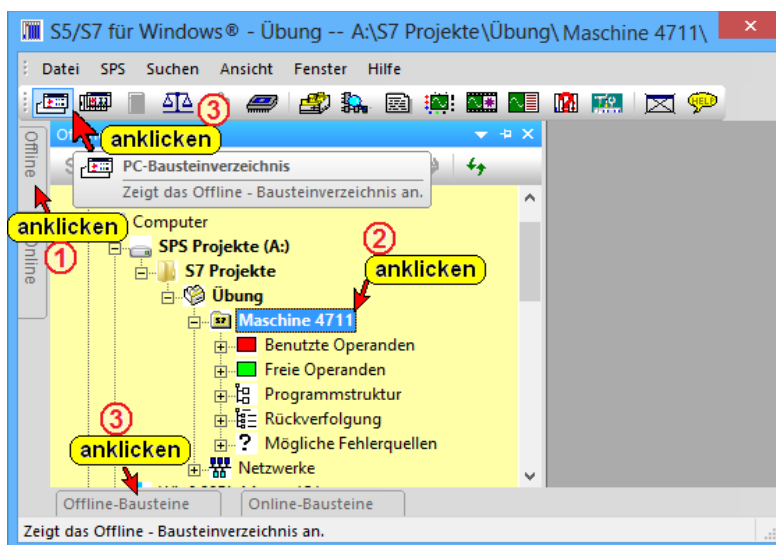 S5/S7 für Windows® - Übung -- A:\S7 Projekte\Übung\ Maschine 4711\
Datei SPS Suchen Ansicht Fenster Hilfe
HELP
3
anklicken
PC-Bausteinverzeichnis
Zeigt das Offline - Bausteinverzeichnis an.
Offline
anklicken
1
Online
Computer
SPS Projekte (A:)
2
S7 Projekte
anklicken
Übung
S7 Maschine 4711
Benutzte Operanden
Freie Operanden
Programmstruktur
3
Rückverfolgung
anklicken
? Mögliche Fehlerquellen
Netzwerke
Offline-Bausteine Online-Bausteine
Zeigt das Offline - Bausteinverzeichnis an.